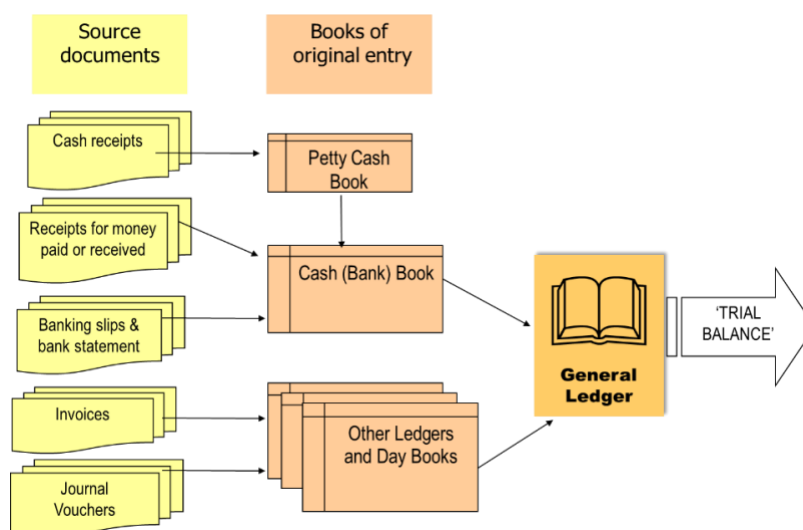 Source
documents
Books of
original entry
Cash receipts
Petty Cash
Book
Receipts for money
paid or received
Cash (Bank) Book
Banking slips &
bank statement
General
Ledger
'TRIAL
BALANCE'
Invoices
Other Ledgers
and Day Books
Journal
Vouchers